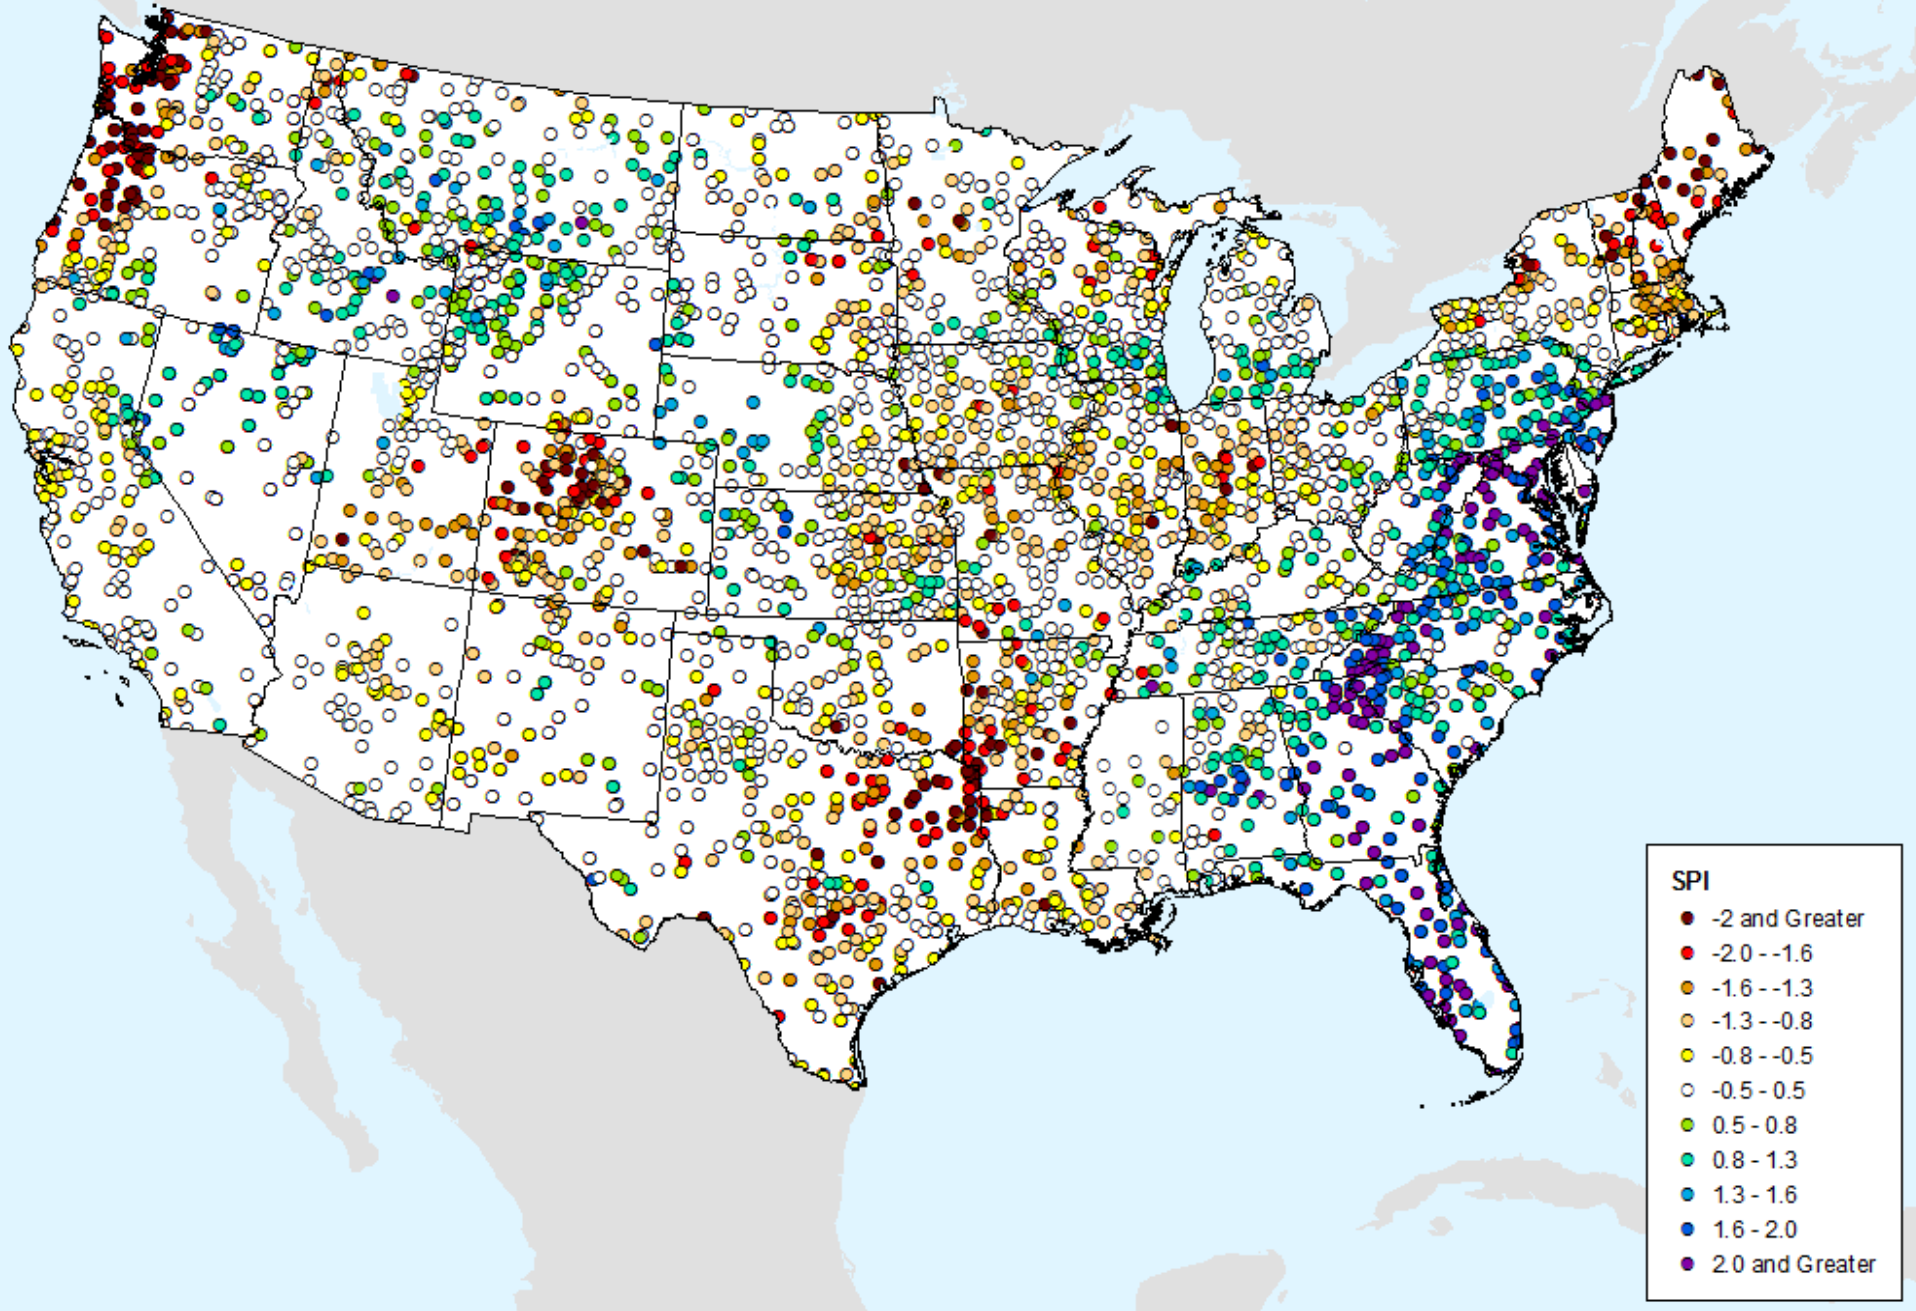 SPI
-2 and Greater
-2.0 - -1.6
-1.6 - -1.3
-1.3 - -0.8
-0.8 - -0.5
-0.5 - 0.5
0.5 - 0.8
0.8 - 1.3
1.3 - 1.6
1.6 - 2.0
2.0 and Greater